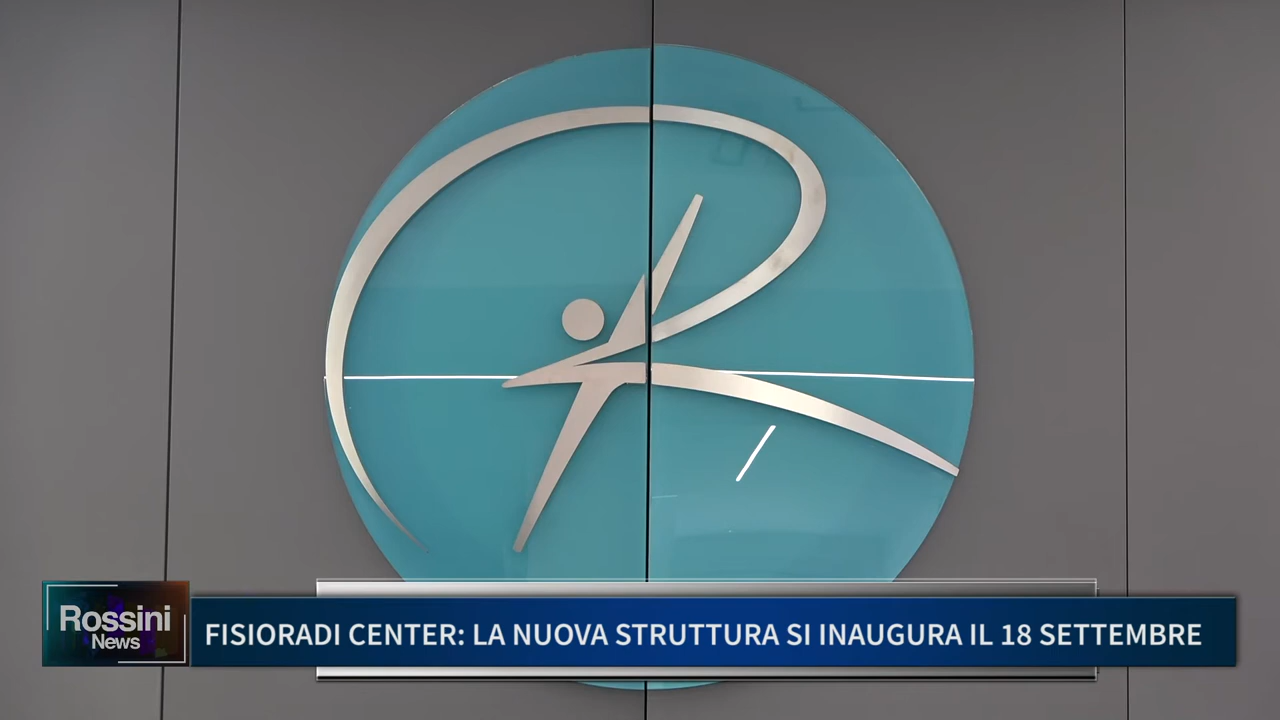 Rossini
News
FISIORADI CENTER: LA NUOVA STRUTTURA SI INAUGURA IL 18 SETTEMBRE